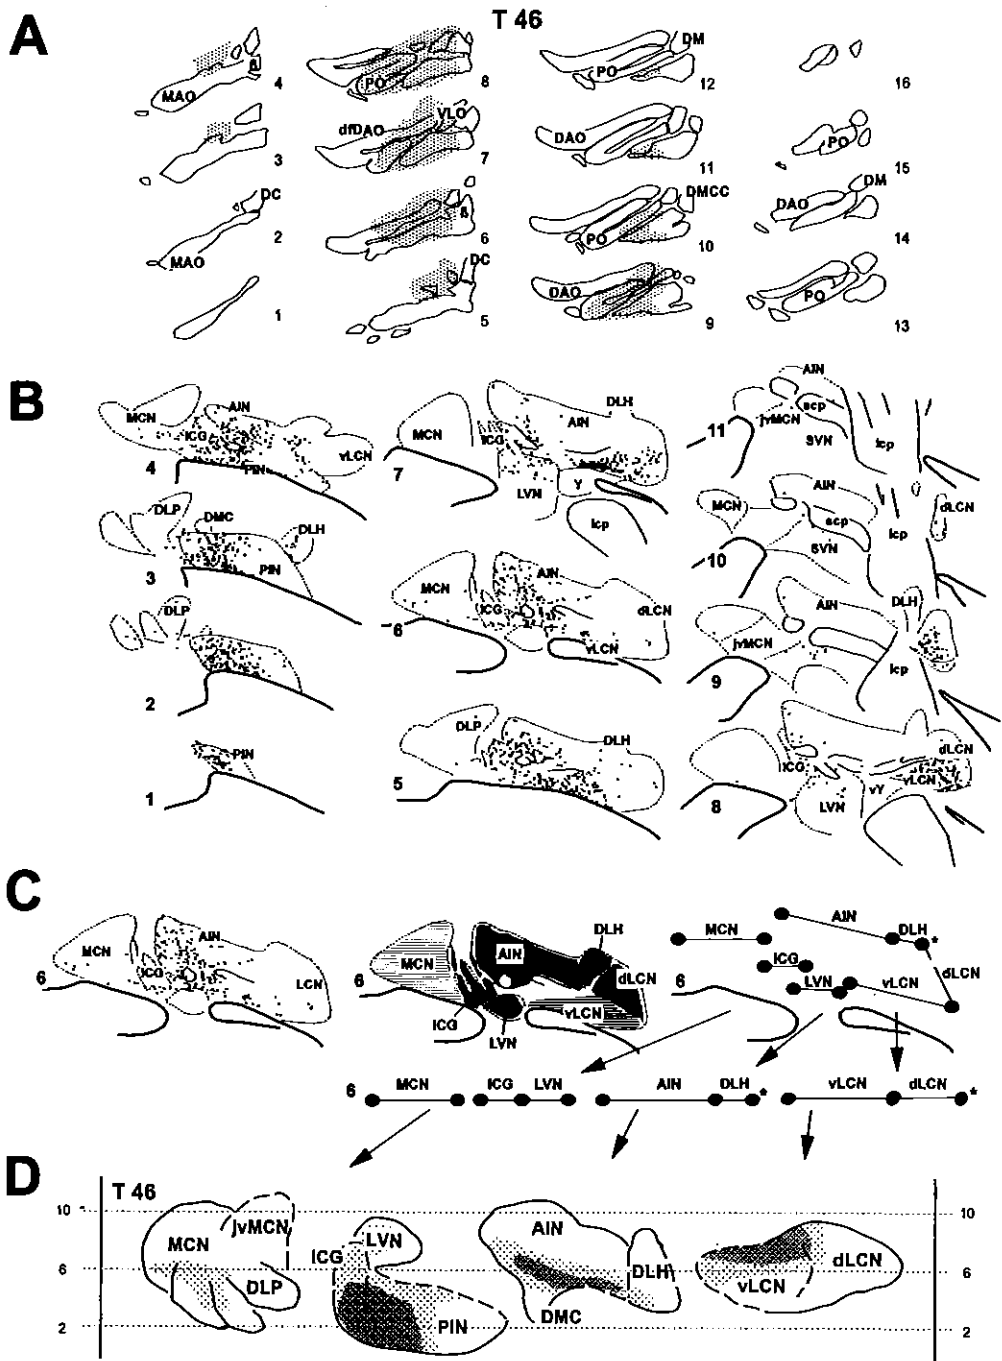 A
T 46
B
MAO
4
PO
8
PO
DM
12
16
3
dfDAO
VLO
7
DAO
11
PO
15
DC
MAO
2
ß
6
PO
DMCC
10
DAO
DM
14
1
DC
5
DAO
9
PO
13
B
MCN
AIN
ICG
PIN
vLCN
4
MCN
ICG
AIN
DLH
LVN
Y
icp
7
AIN
scp
jvMCN
SVN
icp
11
DLP
DMC
DLH
PIN
3
MCN
AIN
ICG
dLCN
vLCN
6
MCN
AIN
scp
SVN
icp
dLCN
10
DLP
2
AIN
DLH
jvMCN
icp
9
PIN
1
DLP
DLH
5
ICG
dLCN
vLCN
LVN
vY
8
C
MCN
AIN
ICG
LCN
6
MCN
AIN
DLH
dLCN
vLCN
ICG
LVN
6
MCN
AIN
DLH
*
ICG
LVN
vLCN
dLCN
6
6
MCN
ICG
LVN
AIN
DLH
*
vLCN
dLCN
*
D
T 46
10
10
jvMCN
MCN
LVN
ICG
AIN
6
DLP
DLH
vLCN
dLCN
6
2
PIN
DMC
2